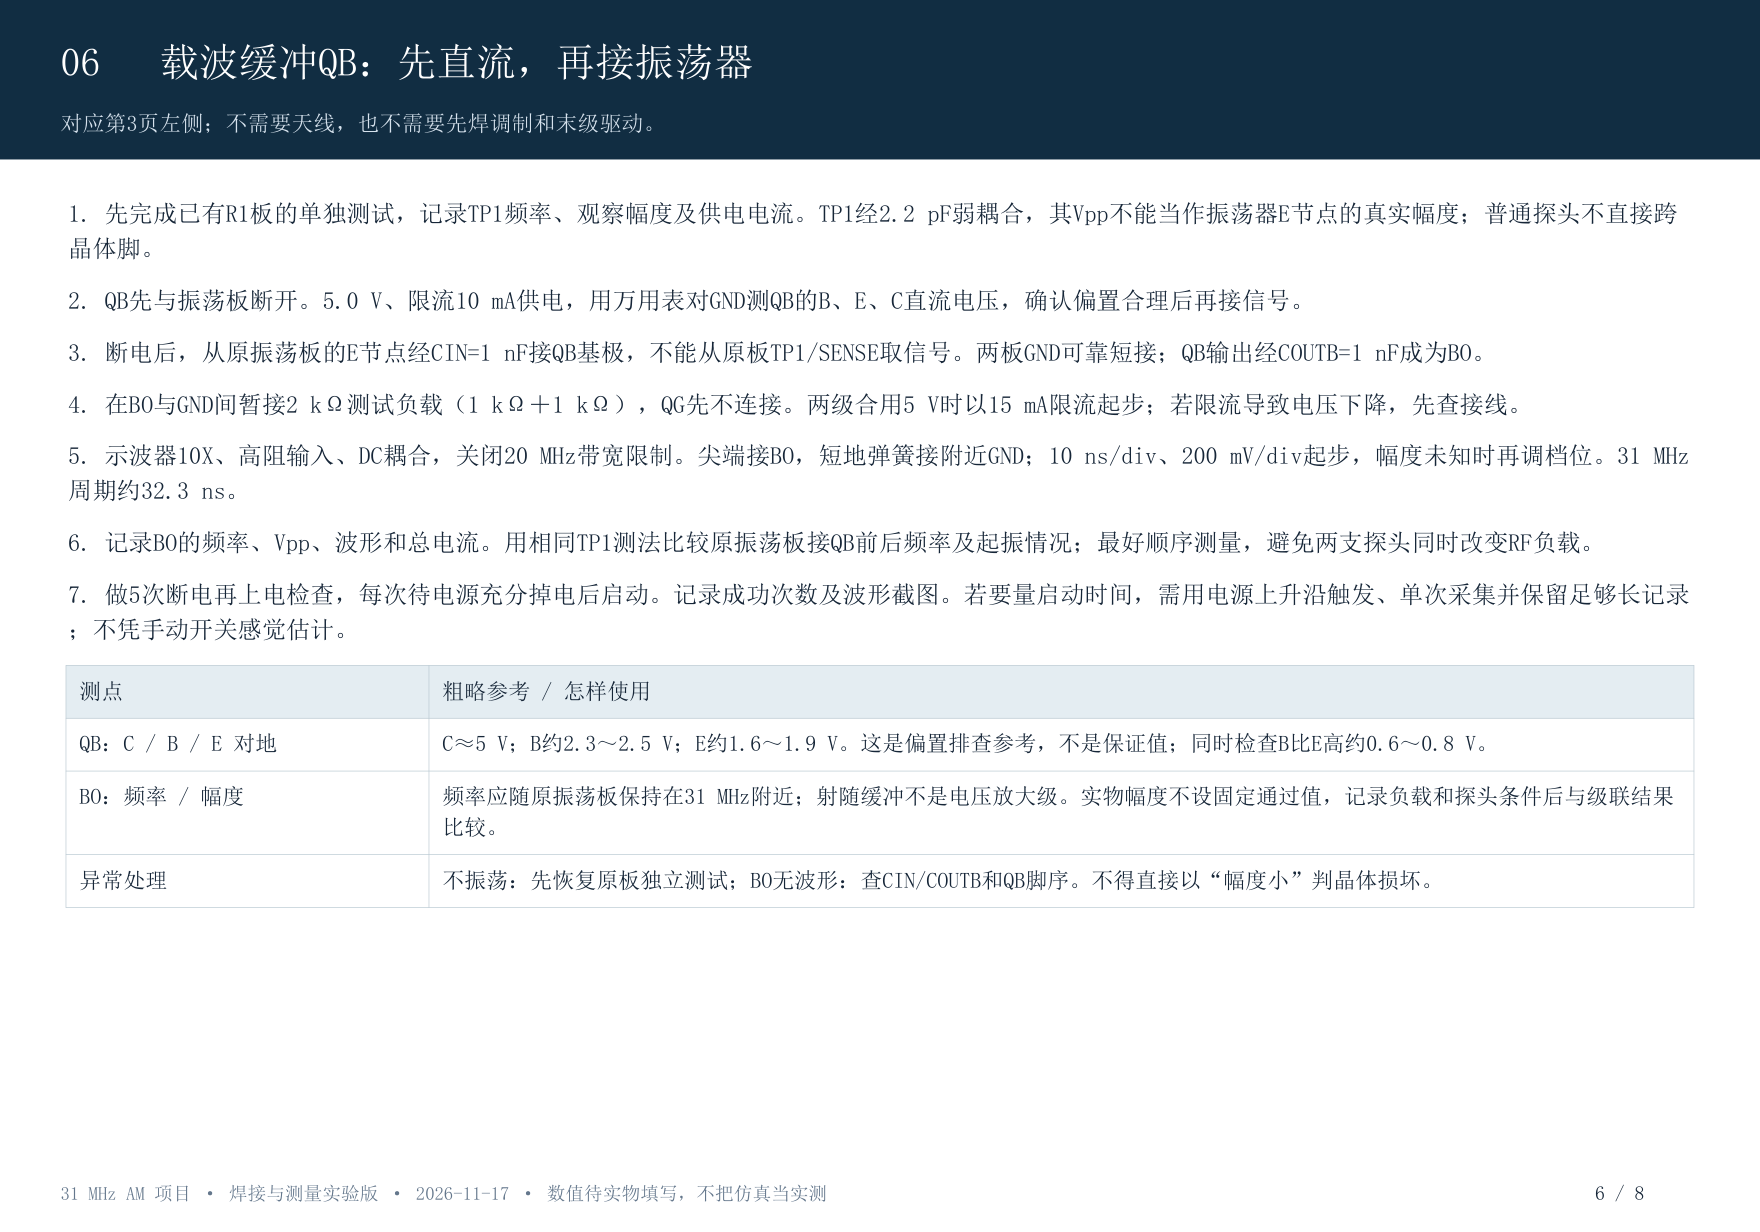 06 载波缓冲QB：先直流，再接振荡器
对应第3页左侧；不需要天线，也不需要先焊调制和末级驱动。
1. 先完成已有R1板的单独测试，记录TP1频率、观察幅度及供电电流。TP1经2.2 pF弱耦合，其Vpp不能当作振荡器E节点的真实幅度；普通探头不直接跨
晶体脚。
2. QB先与振荡板断开。5.0 V、限流10 mA供电，用万用表对GND测QB的B、E、C直流电压，确认偏置合理后再接信号。
3. 断电后，从原振荡板的E节点经CIN=1 nF接QB基极，不能从原板TP1/SENSE取信号。两板GND可靠短接；QB输出经COUTB=1 nF成为BO。
4. 在BO与GND间暂接2 kΩ测试负载（1 kΩ＋1 kΩ），QG先不连接。两级合用5 V时以15 mA限流起步；若限流导致电压下降，先查接线。
5. 示波器10X、高阻输入、DC耦合，关闭20 MHz带宽限制。尖端接BO，短地弹簧接附近GND；10 ns/div、200 mV/div起步，幅度未知时再调档位。31 MHz
周期约32.3 ns。
6. 记录BO的频率、Vpp、波形和总电流。用相同TP1测法比较原振荡板接QB前后频率及起振情况；最好顺序测量，避免两支探头同时改变RF负载。
7. 做5次断电再上电检查，每次待电源充分掉电后启动。记录成功次数及波形截图。若要量启动时间，需用电源上升沿触发、单次采集并保留足够长记录
；不凭手动开关感觉估计。
测点 粗略参考 / 怎样使用
QB：C / B / E 对地 C≈5 V；B约2.3～2.5 V；E约1.6～1.9 V。这是偏置排查参考，不是保证值；同时检查B比E高约0.6～0.8 V。
BO：频率 / 幅度 频率应随原振荡板保持在31 MHz附近；射随缓冲不是电压放大级。实物幅度不设固定通过值，记录负载和探头条件后与级联结果
比较。
异常处理 不振荡：先恢复原板独立测试；BO无波形：查CIN/COUTB和QB脚序。不得直接以“幅度小”判晶体损坏。
31 MHz AM 项目 • 焊接与测量实验版 • 2026-11-17 • 数值待实物填写，不把仿真当实测
6 / 8